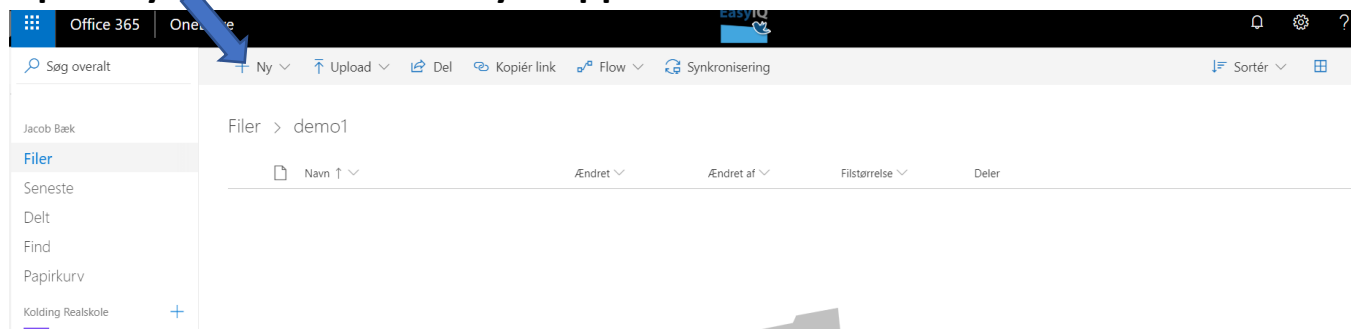 Office 365
EasyIQ
?
Søg overalt
Ny
Upload
Del
Kopiér link
Flow
Synkronisering
Sortér
Jacob Bæk
Filer > demo1
Filer
Navn ↑
Ændret
Ændret af
Filstørrelse
Deler
Seneste
Delt
Find
Papirkurv
Kolding Realskole +